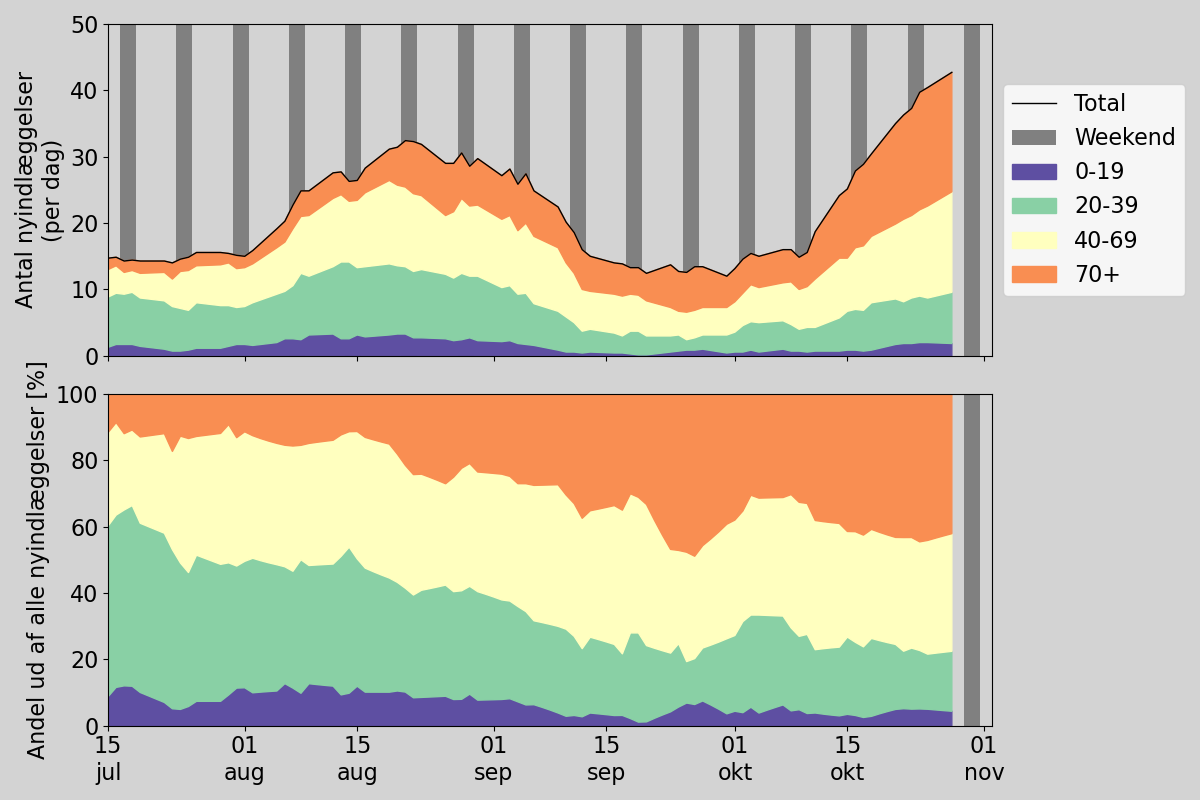 50
40
30
20
10
0
Antal nyindlæggelser
(per dag)
Total
Weekend
0-19
20-39
40-69
70+
100
80
60
40
20
0
Andel ud af alle nyindlæggelser [%]
15 01 15 01 15 01 15 01
jul aug aug sep sep okt okt nov